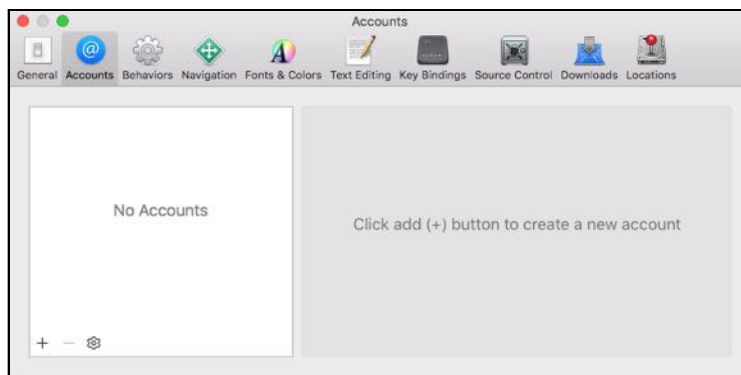 Accounts
General Accounts Behaviors Navigation Fonts & Colors Text Editing Key Bindings Source Control Downloads Locations
No Accounts
Click add (+) button to create a new account